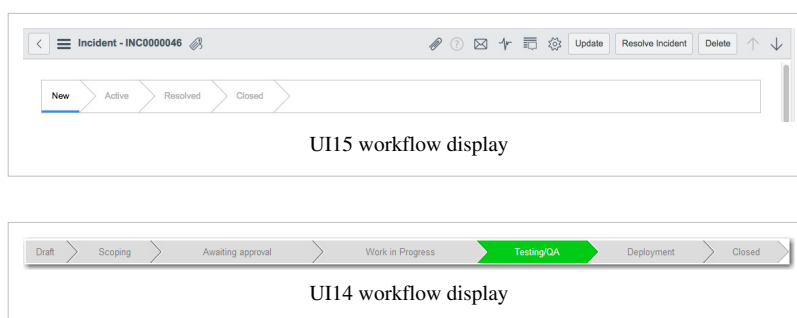 Incident - INC0000046 Update Resolve Incident Delete
New Active Resolved Closed
UI15 workflow display
Draft Scoping Awaiting approval Work in Progress Testing/QA Deployment Closed
UI14 workflow display